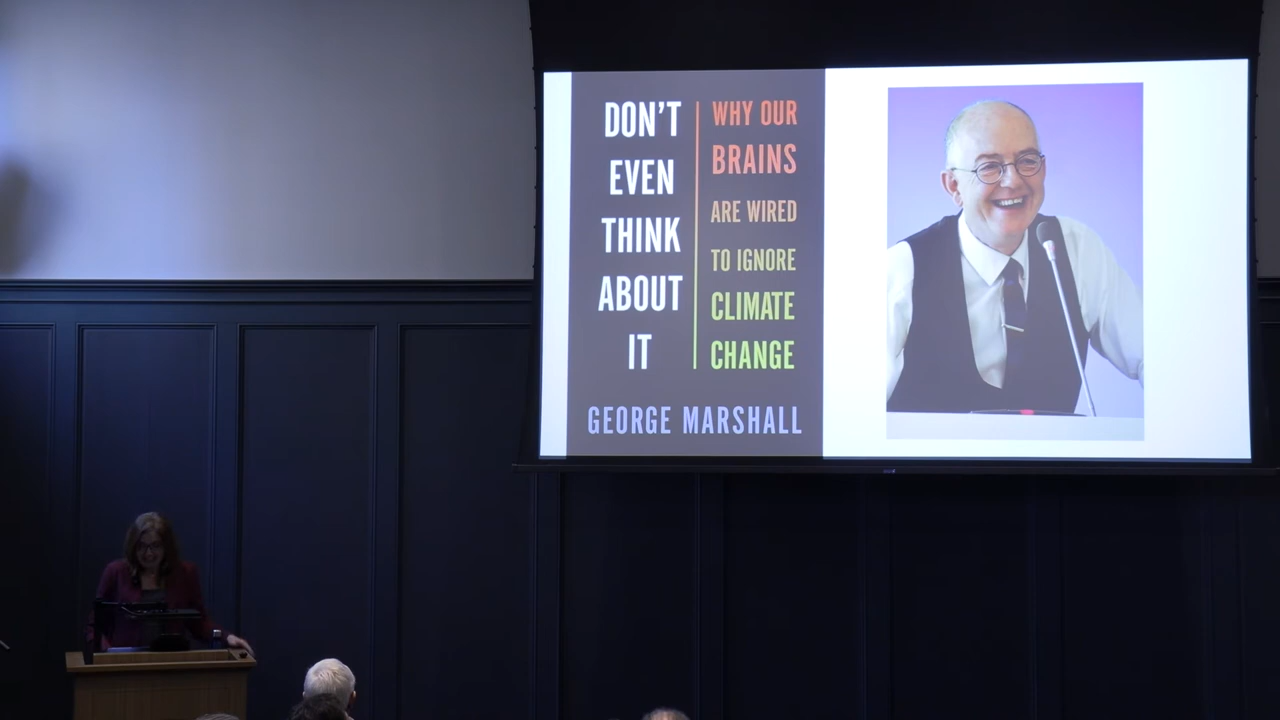 DON'T
EVEN
THINK
ABOUT
IT
WHY OUR
BRAINS
ARE WIRED
TO IGNORE
CLIMATE
CHANGE
GEORGE MARSHALL